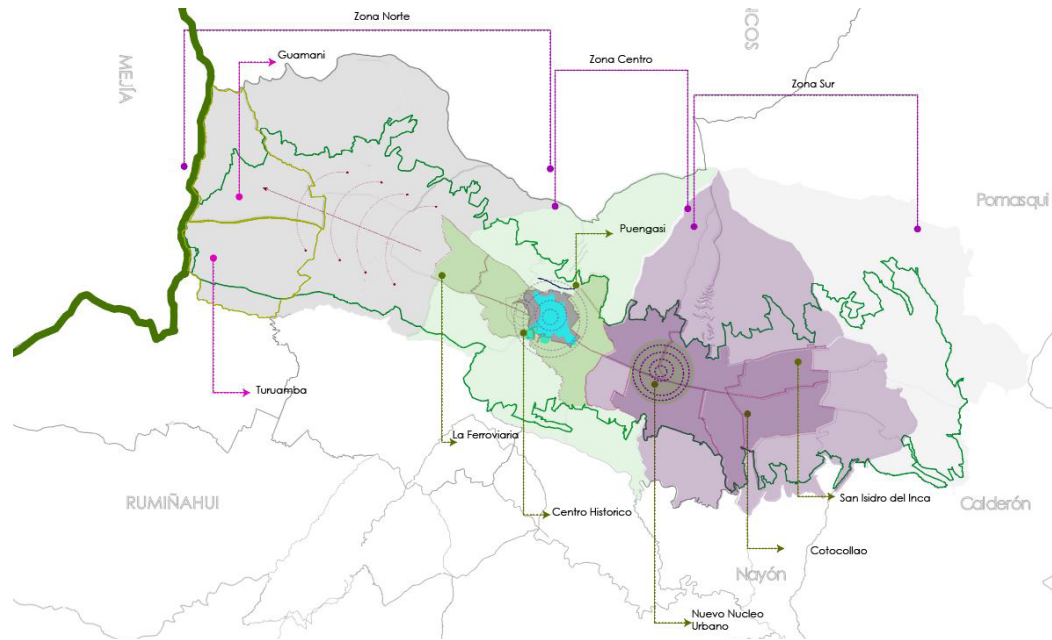 Zona Norte
ICOS
Guamani
MEJÍA
Zona Centro
Zona Sur
Pomasqui
Puengasi
Turuamba
La Ferroviaria
RUMIÑAHUI
Centro Historico
San Isidro del Inca
Calderón
Cotocollao
Nayón
Nuevo Nucleo
Urbano